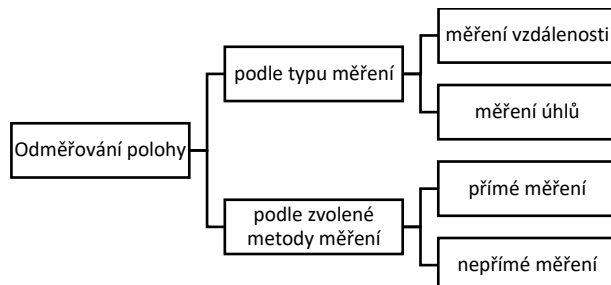 měření vzdálenosti
podle typu měření
měření úhlů
Odměřování polohy
přímé měření
podle zvolené
metody měření
nepřímé měření